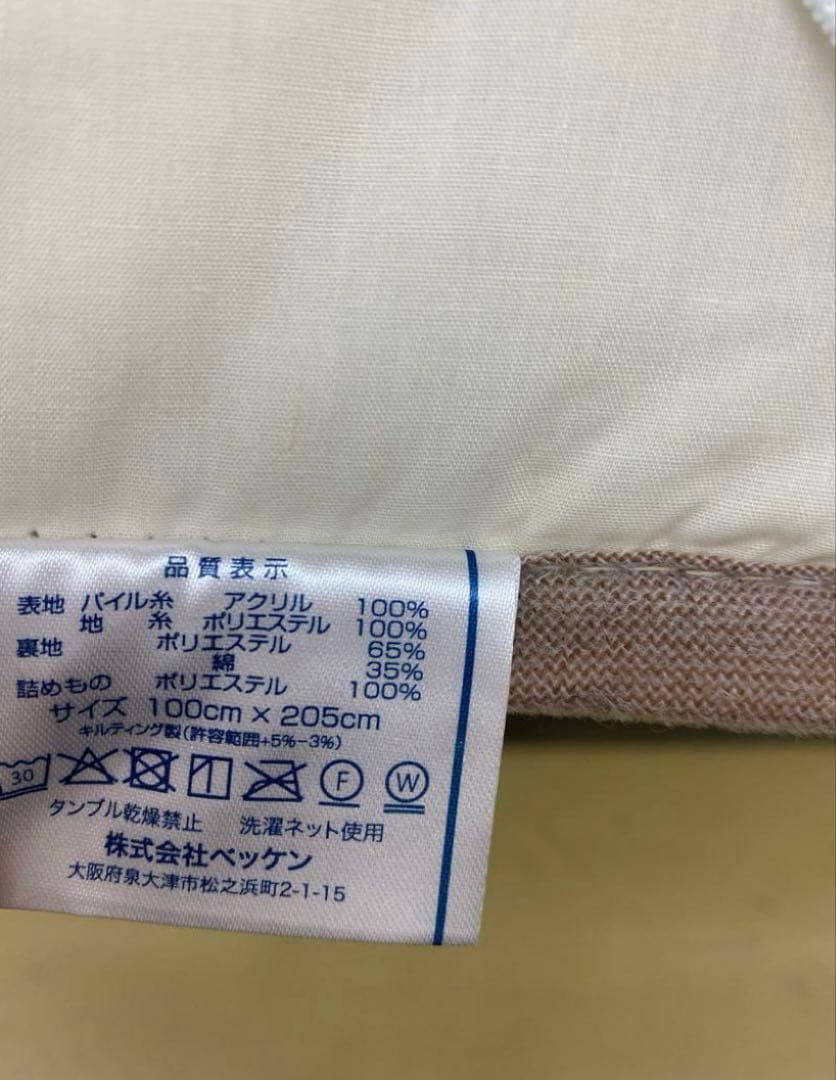 品質表示
表地 パイル糸 アクリル 100%
地 糸 ポリエステル 100%
裏地 ポリエステル 65%
綿 35%
詰めもの ポリエステル 100%
サイズ 100cm×205cm
キルティング製(許容範囲+5%-3%)
30 F W
タンブル乾燥禁止 洗濯ネット使用
株式会社ベッケン
大阪府泉大津市松之浜町2-1-15